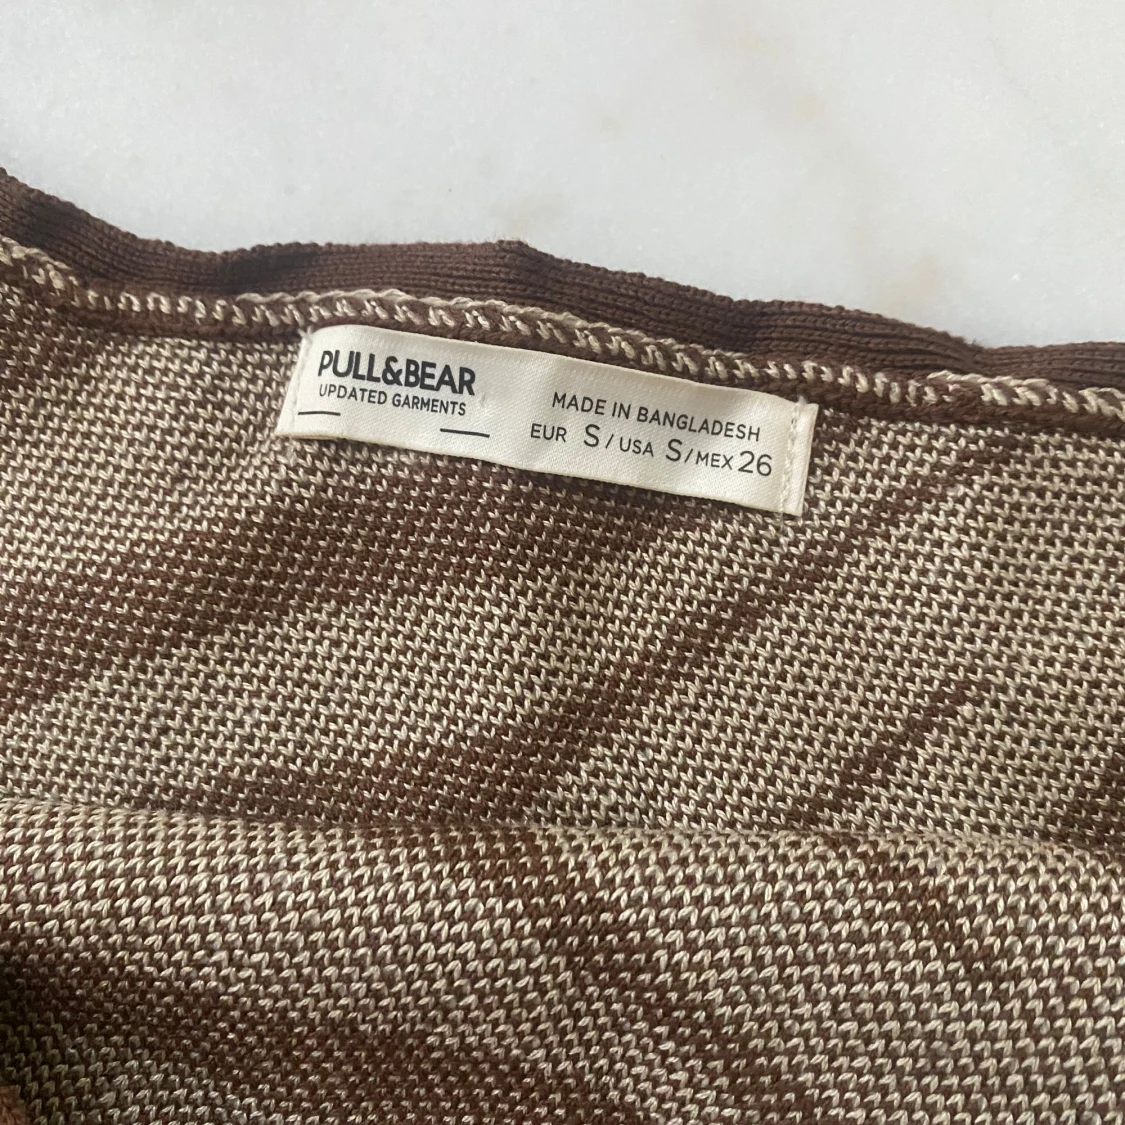 PULL&BEAR
UPDATED GARMENTS
MADE IN BANGLADESH
EUR S / USA S / MEX 26